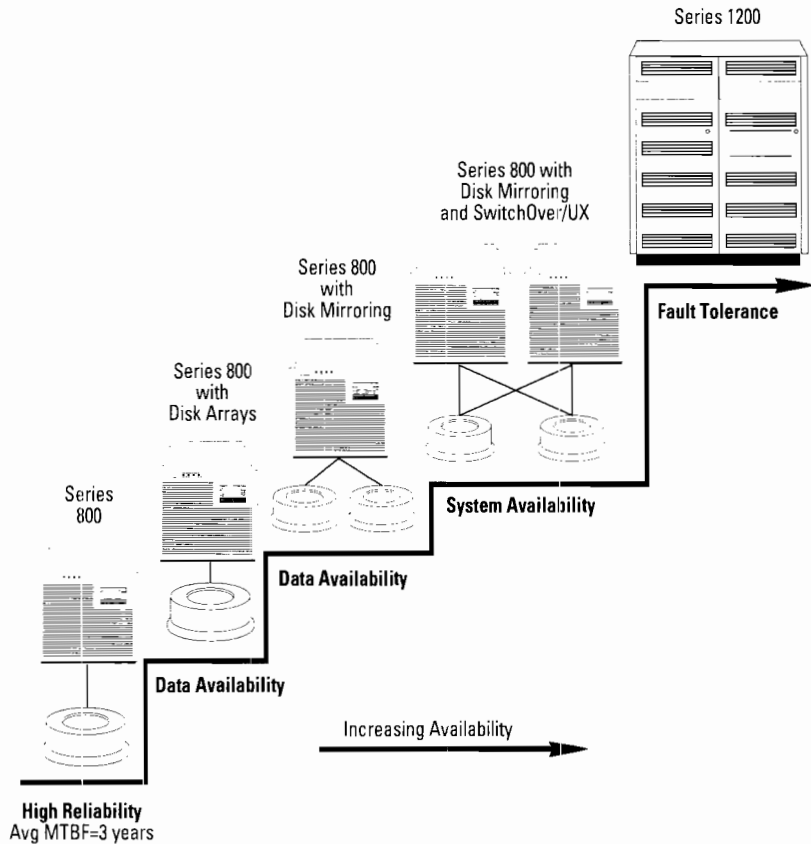 Series 1200
Series 800 with
Disk Mirroring
and SwitchOver/UX
Series 800
with
Disk Mirroring
Fault Tolerance
Series 800
with
Disk Arrays
Series
800
System Availability
Data Availability
Data Availability
Increasing Availability
High Reliability
Avg MTBF=3 years